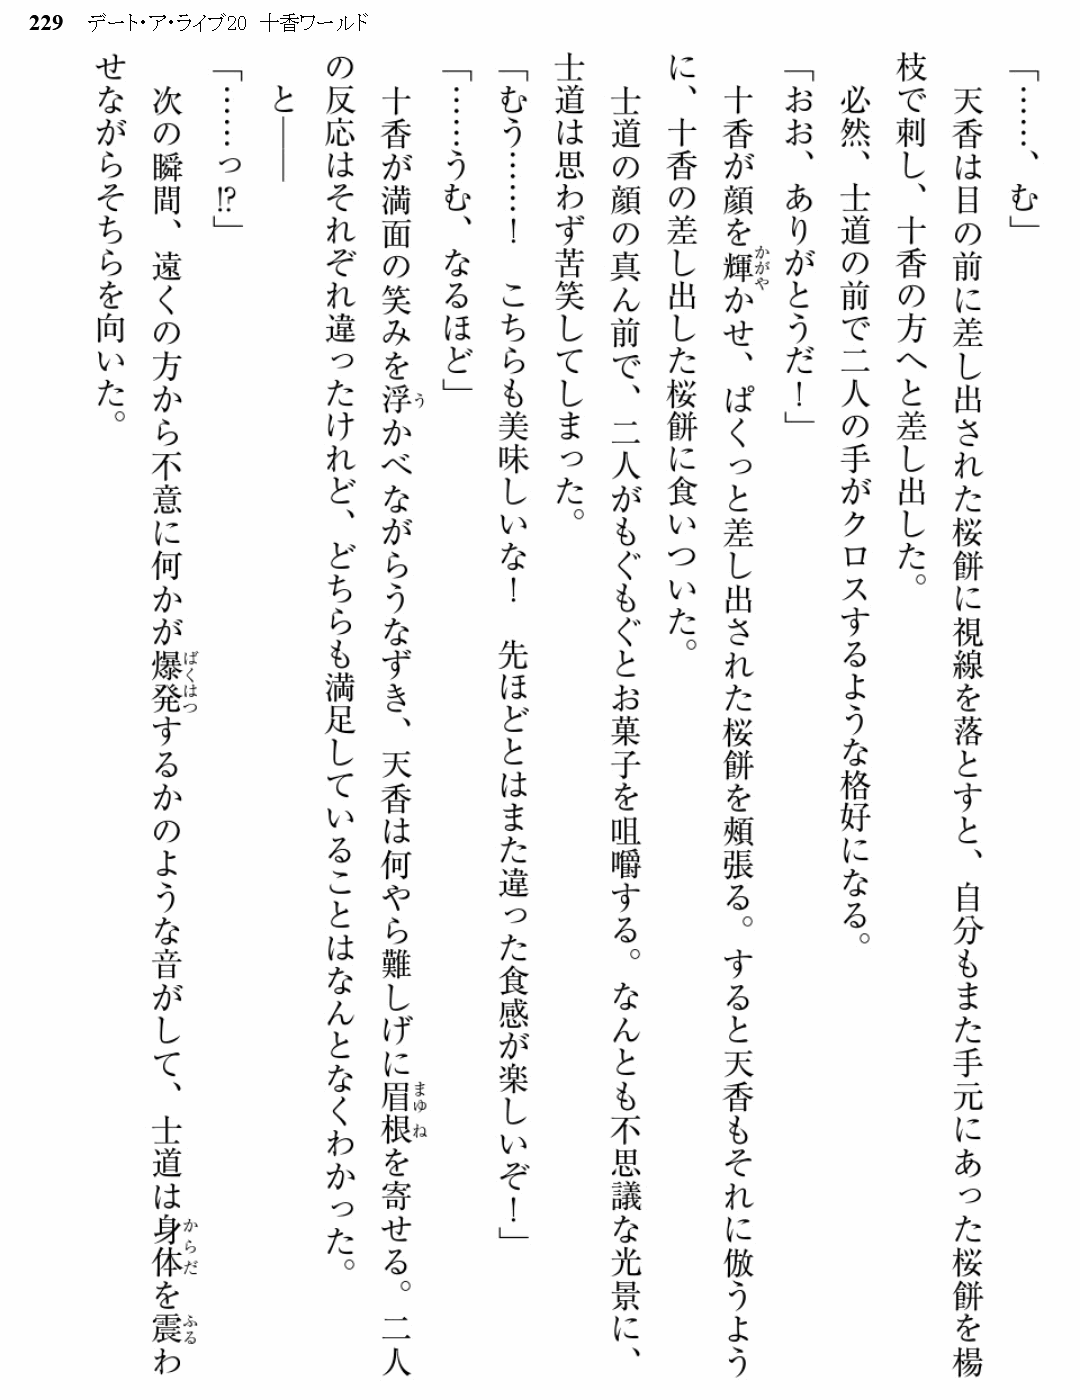 229 デート・ア・ライブ20 十香ワールド
「……、む」
天香は目の前に差し出された桜餅に視線を落とすと、自分もまた手元にあった桜餅を楊
枝で刺し、十香の方へと差し出した。
必然、士道の前で二人の手がクロスするような格好になる。
「おお、ありがとうだ！」
十香が顔を輝かせ、ぱくっと差し出された桜餅を頰張る。すると天香もそれに倣うよう
に、十香の差し出した桜餅に食いついた。
士道の顔の真ん前で、二人がもぐもぐとお菓子を咀嚼する。なんとも不思議な光景に、
士道は思わず苦笑してしまった。
「むう……！　こちらも美味しいな！　先ほどとはまた違った食感が楽しいぞ！」
「……うむ、なるほど」
十香が満面の笑みを浮かべながらうなずき、天香は何やら難しげに眉根を寄せる。二人
の反応はそれぞれ違ったけれど、どちらも満足していることはなんとなくわかった。
と――
「……っ!?」
次の瞬間、遠くの方から不意に何かが爆発するかのような音がして、士道は身体を震わ
せながらそちらを向いた。